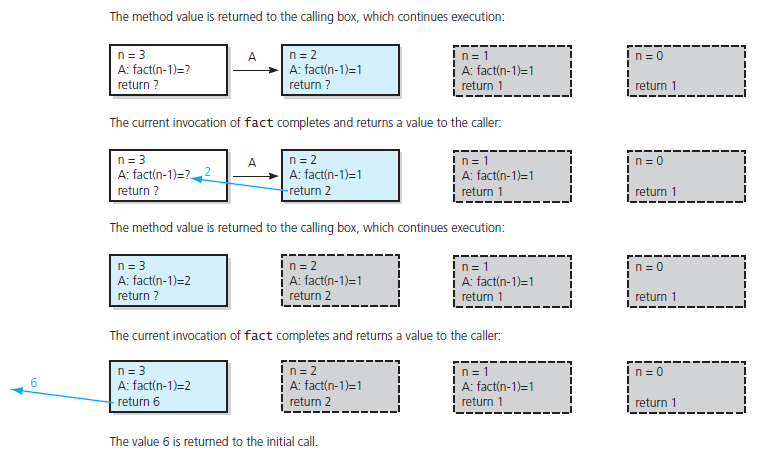 The method value is returned to the calling box, which continues execution:
n = 3
A: fact(n-1)=?
return ?
A
n = 2
A: fact(n-1)=1
return ?
n = 1
A: fact(n-1)=1
return 1
n = 0
return 1
The current invocation of fact completes and returns a value to the caller:
n = 3
A: fact(n-1)=?
return ?
2
A
n = 2
A: fact(n-1)=1
return 2
n = 1
A: fact(n-1)=1
return 1
n = 0
return 1
The method value is returned to the calling box, which continues execution:
n = 3
A: fact(n-1)=2
return ?
n = 2
A: fact(n-1)=1
return 2
n = 1
A: fact(n-1)=1
return 1
n = 0
return 1
The current invocation of fact completes and returns a value to the caller:
6
n = 3
A: fact(n-1)=2
return 6
n = 2
A: fact(n-1)=1
return 2
n = 1
A: fact(n-1)=1
return 1
n = 0
return 1
The value 6 is returned to the initial call.